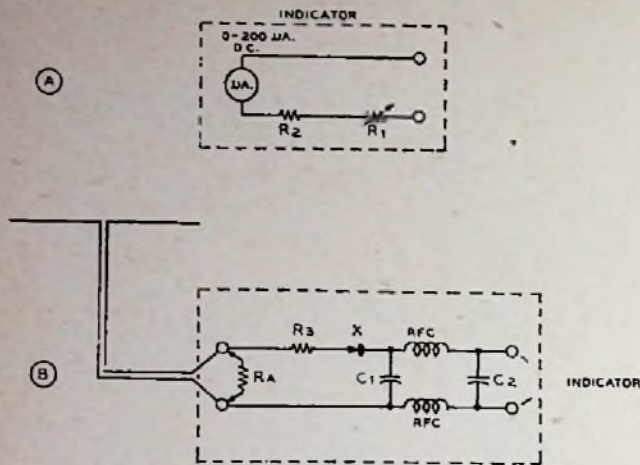 INDICATOR
0-200 µA.
D.C.
A
µA.
R2
R1
R3
X
RFC
B
RA
C1
C2
INDICATOR
RFC